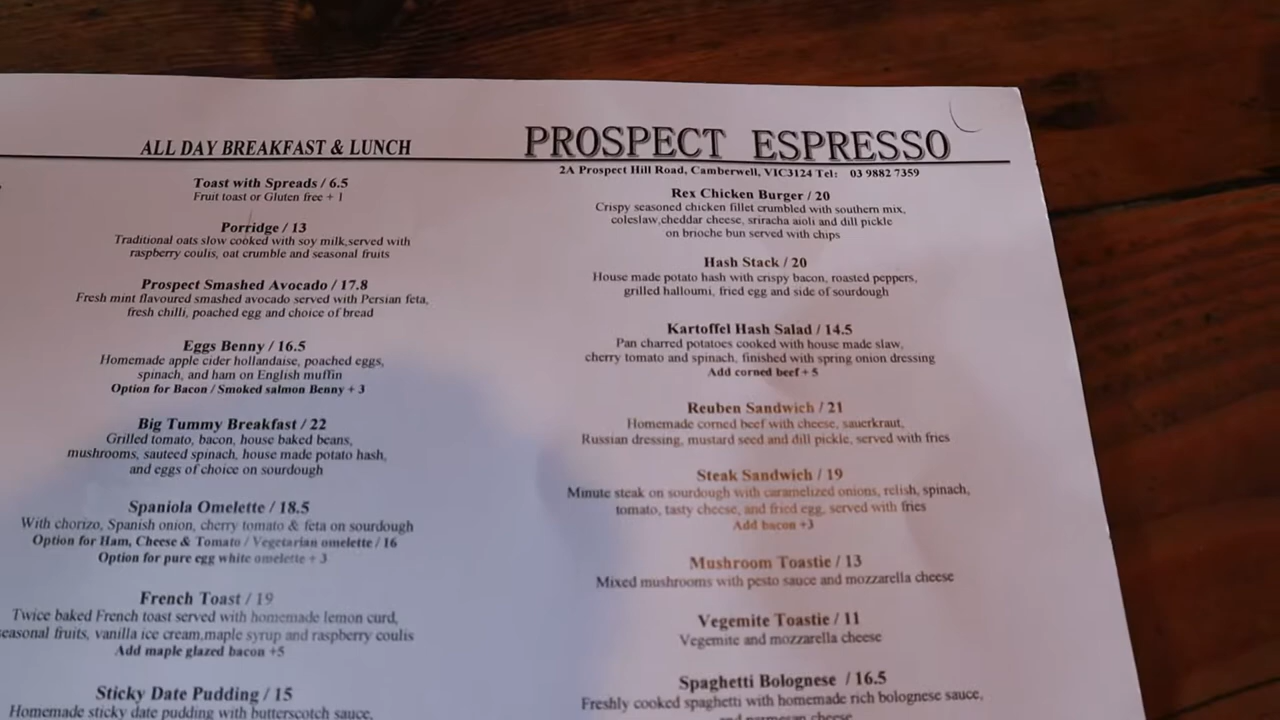 ALL DAY BREAKFAST & LUNCH
Toast with Spreads / 6.5
Fruit toast or Gluten free + 1
Porridge / 13
Traditional oats slow cooked with soy milk,served with
raspberry coulis, oat crumble and seasonal fruits
Prospect Smashed Avocado / 17.8
Fresh mint flavoured smashed avocado served with Persian feta,
fresh chilli, poached egg and choice of bread
Eggs Benny / 16.5
Homemade apple cider hollandaise, poached eggs,
spinach, and ham on English muffin
Option for Bacon / Smoked salmon Benny + 3
Big Tummy Breakfast / 22
Grilled tomato, bacon, house baked beans,
mushrooms, sauteed spinach, house made potato hash,
and eggs of choice on sourdough
Spaniola Omelette / 18.5
With chorizo, Spanish onion, cherry tomato & feta on sourdough
Option for Ham, Cheese & Tomato / Vegetarian omelette / 16
Option for pure egg white omelette + 3
French Toast / 19
Twice baked French toast served with homemade lemon curd,
seasonal fruits, vanilla ice cream,maple syrup and raspberry coulis
Add maple glazed bacon +5
Sticky Date Pudding / 15
Homemade sticky date pudding with butterscotch sauce,
PROSPECT ESPRESSO
2A Prospect Hill Road, Camberwell, VIC3124 Tel: 03 9882 7359
Rex Chicken Burger / 20
Crispy seasoned chicken fillet crumbled with southern mix,
coleslaw,cheddar cheese, sriracha aioli and dill pickle
on brioche bun served with chips
Hash Stack / 20
House made potato hash with crispy bacon, roasted peppers,
grilled halloumi, fried egg and side of sourdough
Kartoffel Hash Salad / 14.5
Pan charred potatoes cooked with house made slaw,
cherry tomato and spinach, finished with spring onion dressing
Add corned beef + 5
Reuben Sandwich / 21
Homemade corned beef with cheese, sauerkraut,
Russian dressing, mustard seed and dill pickle, served with fries
Steak Sandwich / 19
Minute steak on sourdough with caramelized onions, relish, spinach,
tomato, tasty cheese, and fried egg, served with fries
Add bacon +3
Mushroom Toastie / 13
Mixed mushrooms with pesto sauce and mozzarella cheese
Vegemite Toastie / 11
Vegemite and mozzarella cheese
Spaghetti Bolognese / 16.5
Freshly cooked spaghetti with homemade rich bolognese sauce,
and parmesan cheese